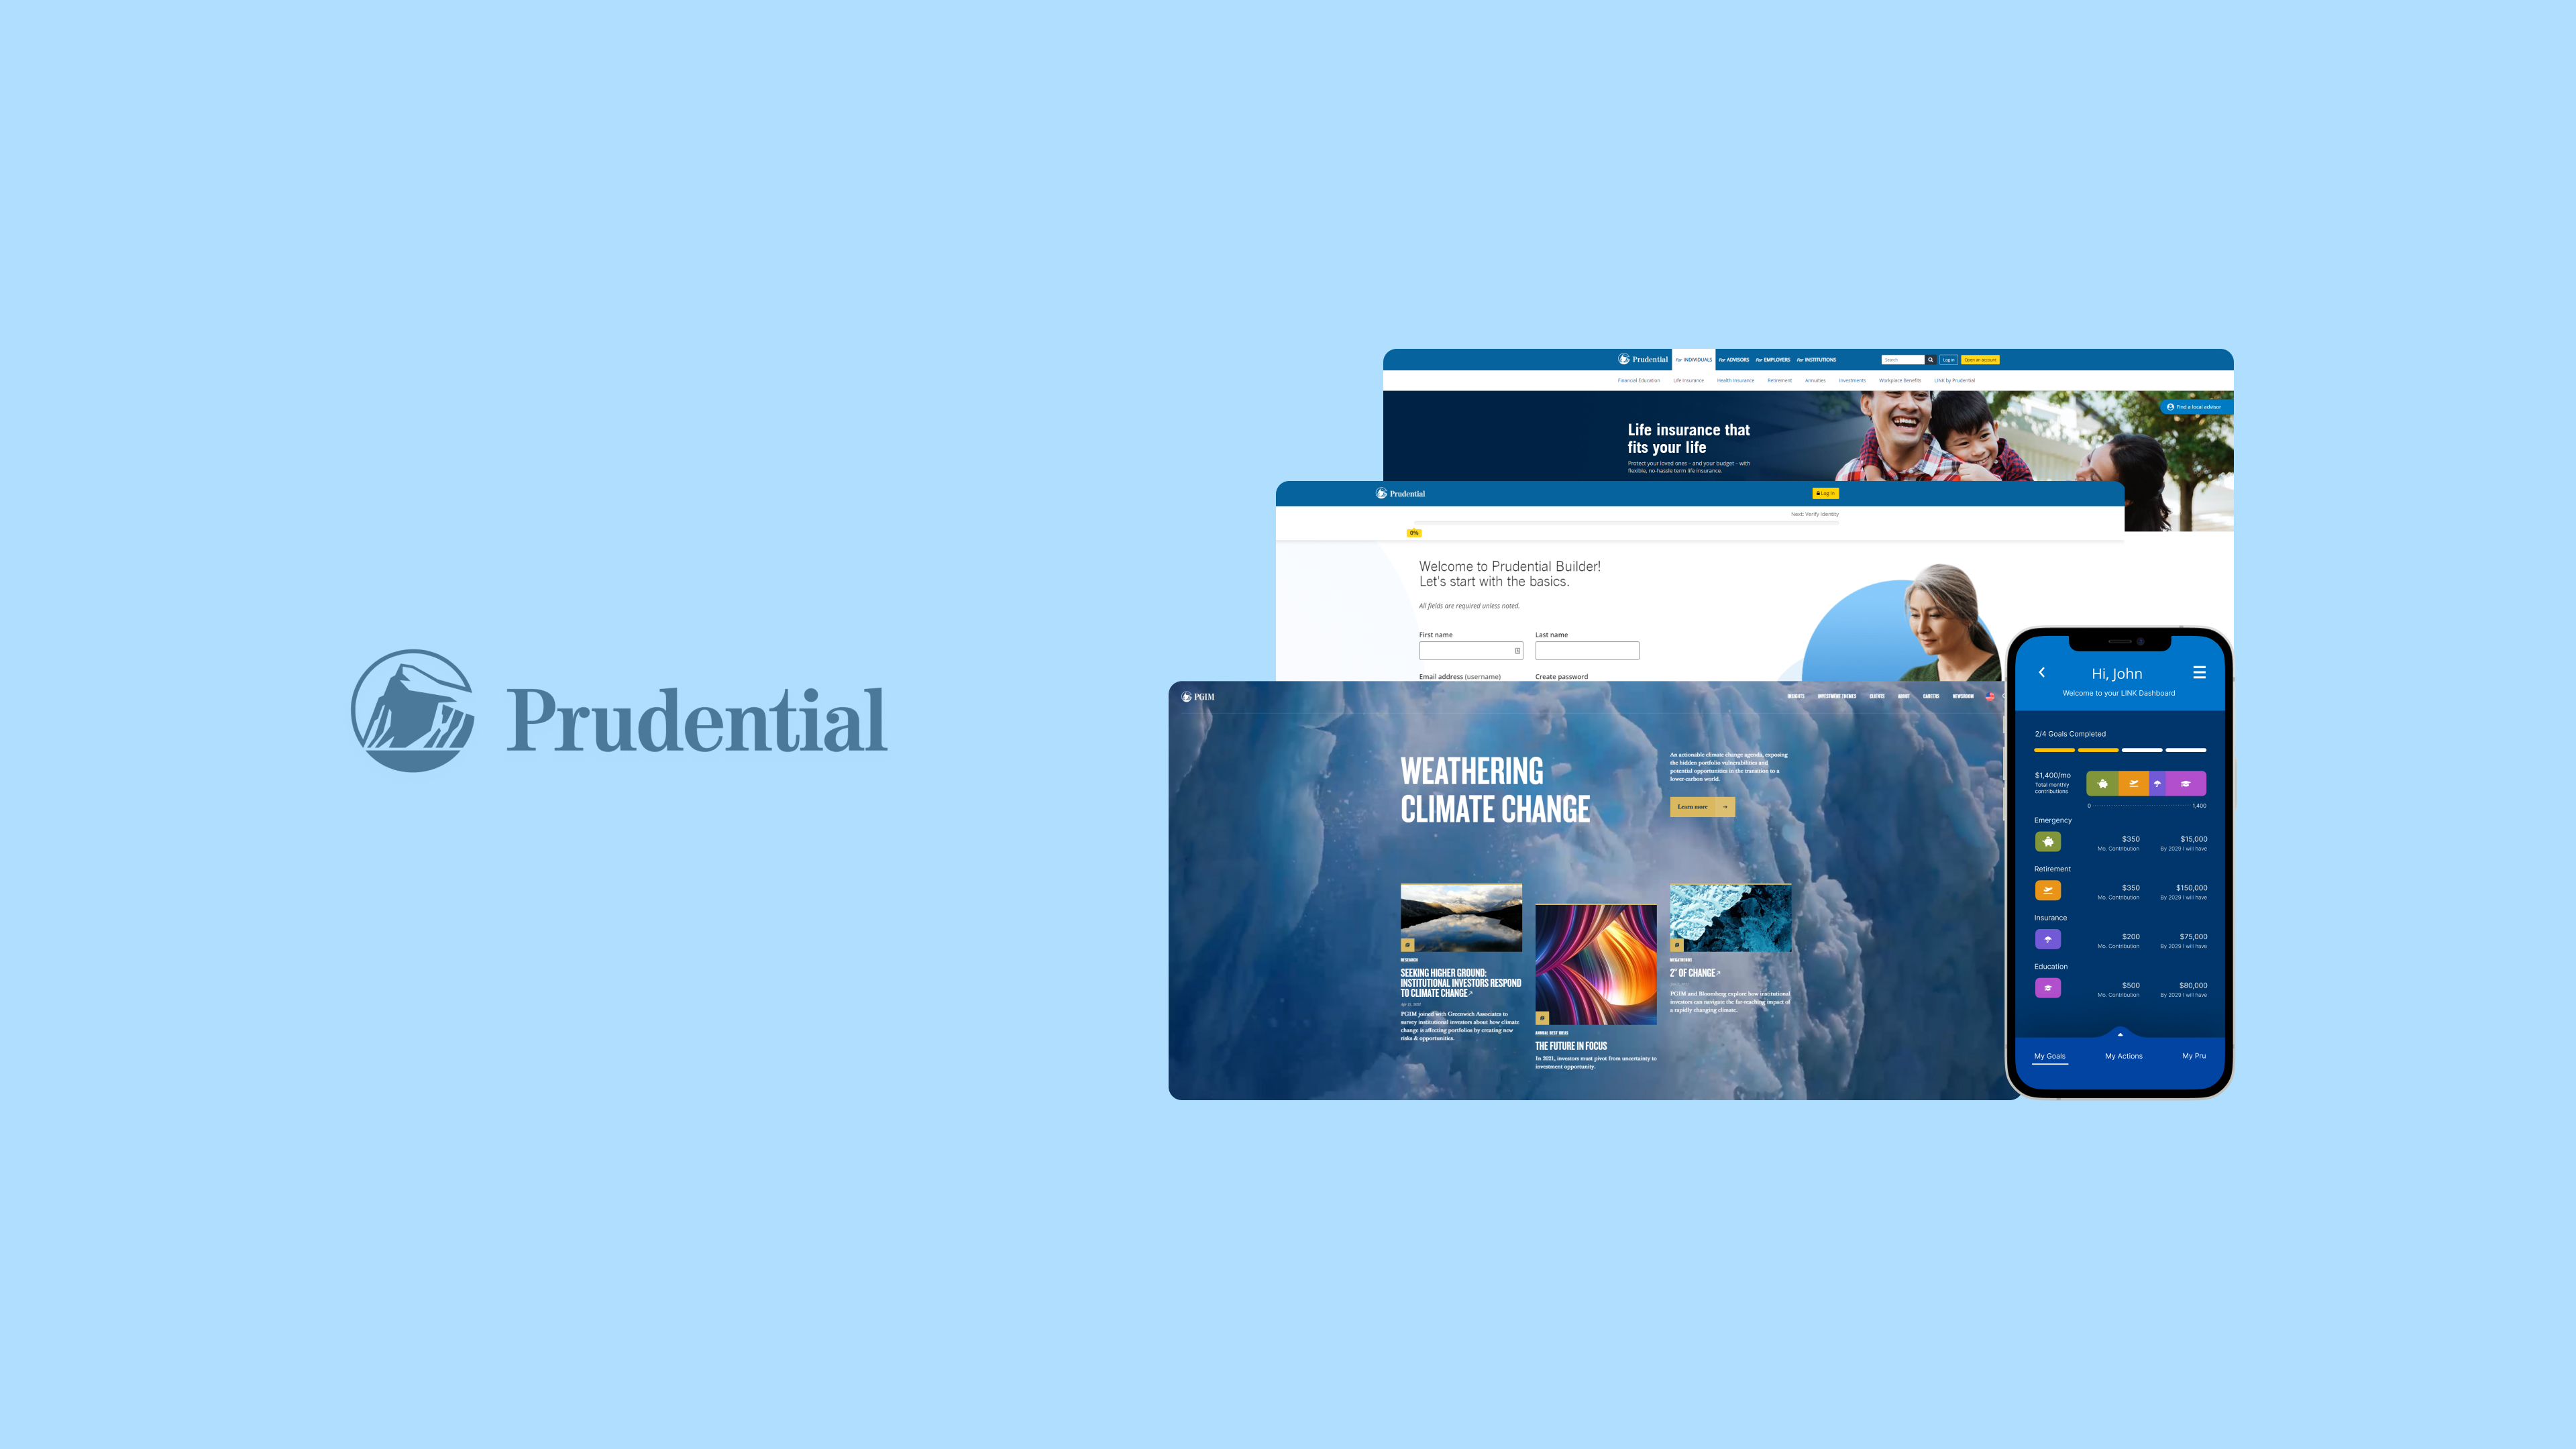 Prudential
Prudential
For INDIVIDUALS
For ADVISORS
For EMPLOYERS
For INSTITUTIONS
Search
Log in
Open an account
Financial Education
Life Insurance
Health Insurance
Retirement
Annuities
Investments
Workplace Benefits
LINK by Prudential
Find a local advisor
Life insurance that
fits your life
Protect your loved ones – and your budget – with
flexible, no-hassle term life insurance.
Prudential
Log In
Next: Verify Identity
0%
Welcome to Prudential Builder!
Let's start with the basics.
All fields are required unless noted.
First name
Last name
Email address (username)
Create password
PGIM
INSIGHTS
INVESTMENT THEMES
CLIENTS
ABOUT
CAREERS
NEWSROOM
WEATHERING
CLIMATE CHANGE
An actionable climate change agenda, exposing
the hidden portfolio vulnerabilities and
potential opportunities in the transition to a
lower-carbon world.
Learn more →
RESEARCH
SEEKING HIGHER GROUND:
INSTITUTIONAL INVESTORS RESPOND
TO CLIMATE CHANGE↗
PGIM joined with Greenwich Associates to
survey institutional investors about how climate
change is affecting portfolios by creating new
risks & opportunities.
ANNUAL BEST IDEAS
THE FUTURE IN FOCUS
In 2021, investors must pivot from uncertainty to
investment opportunity.
MEGATRENDS
2° OF CHANGE↗
PGIM and Bloomberg explore how institutional
investors can navigate the far-reaching impact of
a rapidly changing climate.
Hi, John
Welcome to your LINK Dashboard
2/4 Goals Completed
$1,400/mo
Total monthly
contributions
0
1,400
Emergency
$350
Mo. Contribution
$15,000
By 2029 I will have
Retirement
$350
Mo. Contribution
$150,000
By 2029 I will have
Insurance
$200
Mo. Contribution
$75,000
By 2029 I will have
Education
$500
Mo. Contribution
$80,000
By 2029 I will have
My Goals
My Actions
My Pru